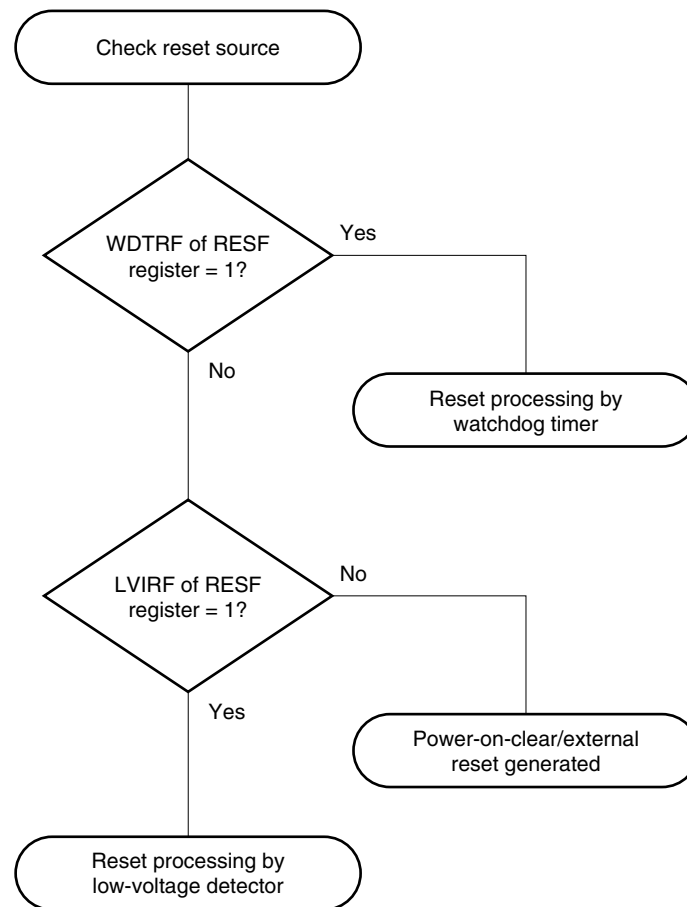 Check reset source
WDTRF of RESF
register = 1?
Yes
No
Reset processing by
watchdog timer
LVIRF of RESF
register = 1?
No
Yes
Power-on-clear/external
reset generated
Reset processing by
low-voltage detector